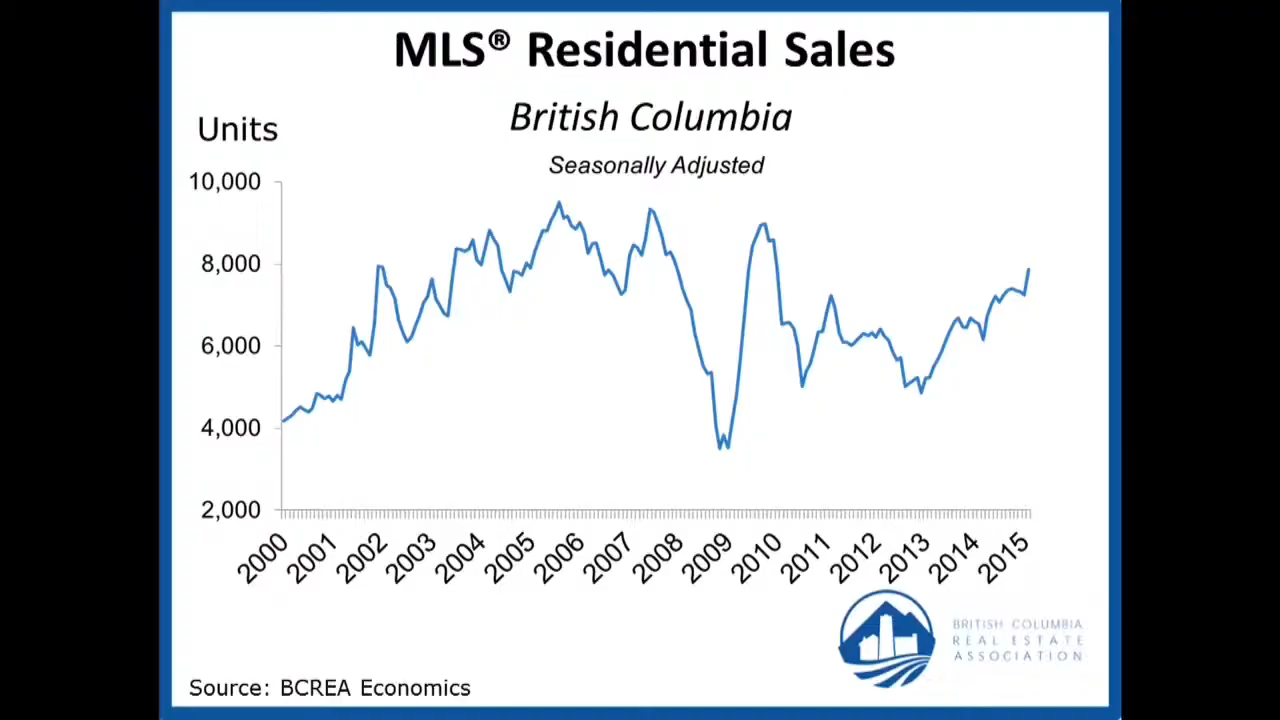 MLS® Residential Sales
British Columbia
Units
Seasonally Adjusted
10,000
8,000
6,000
4,000
2,000
2000 2001 2002 2003 2004 2005 2006 2007 2008 2009 2010 2011 2012 2013 2014 2015
BRITISH COLUMBIA
REAL ESTATE
ASSOCIATION
Source: BCREA Economics